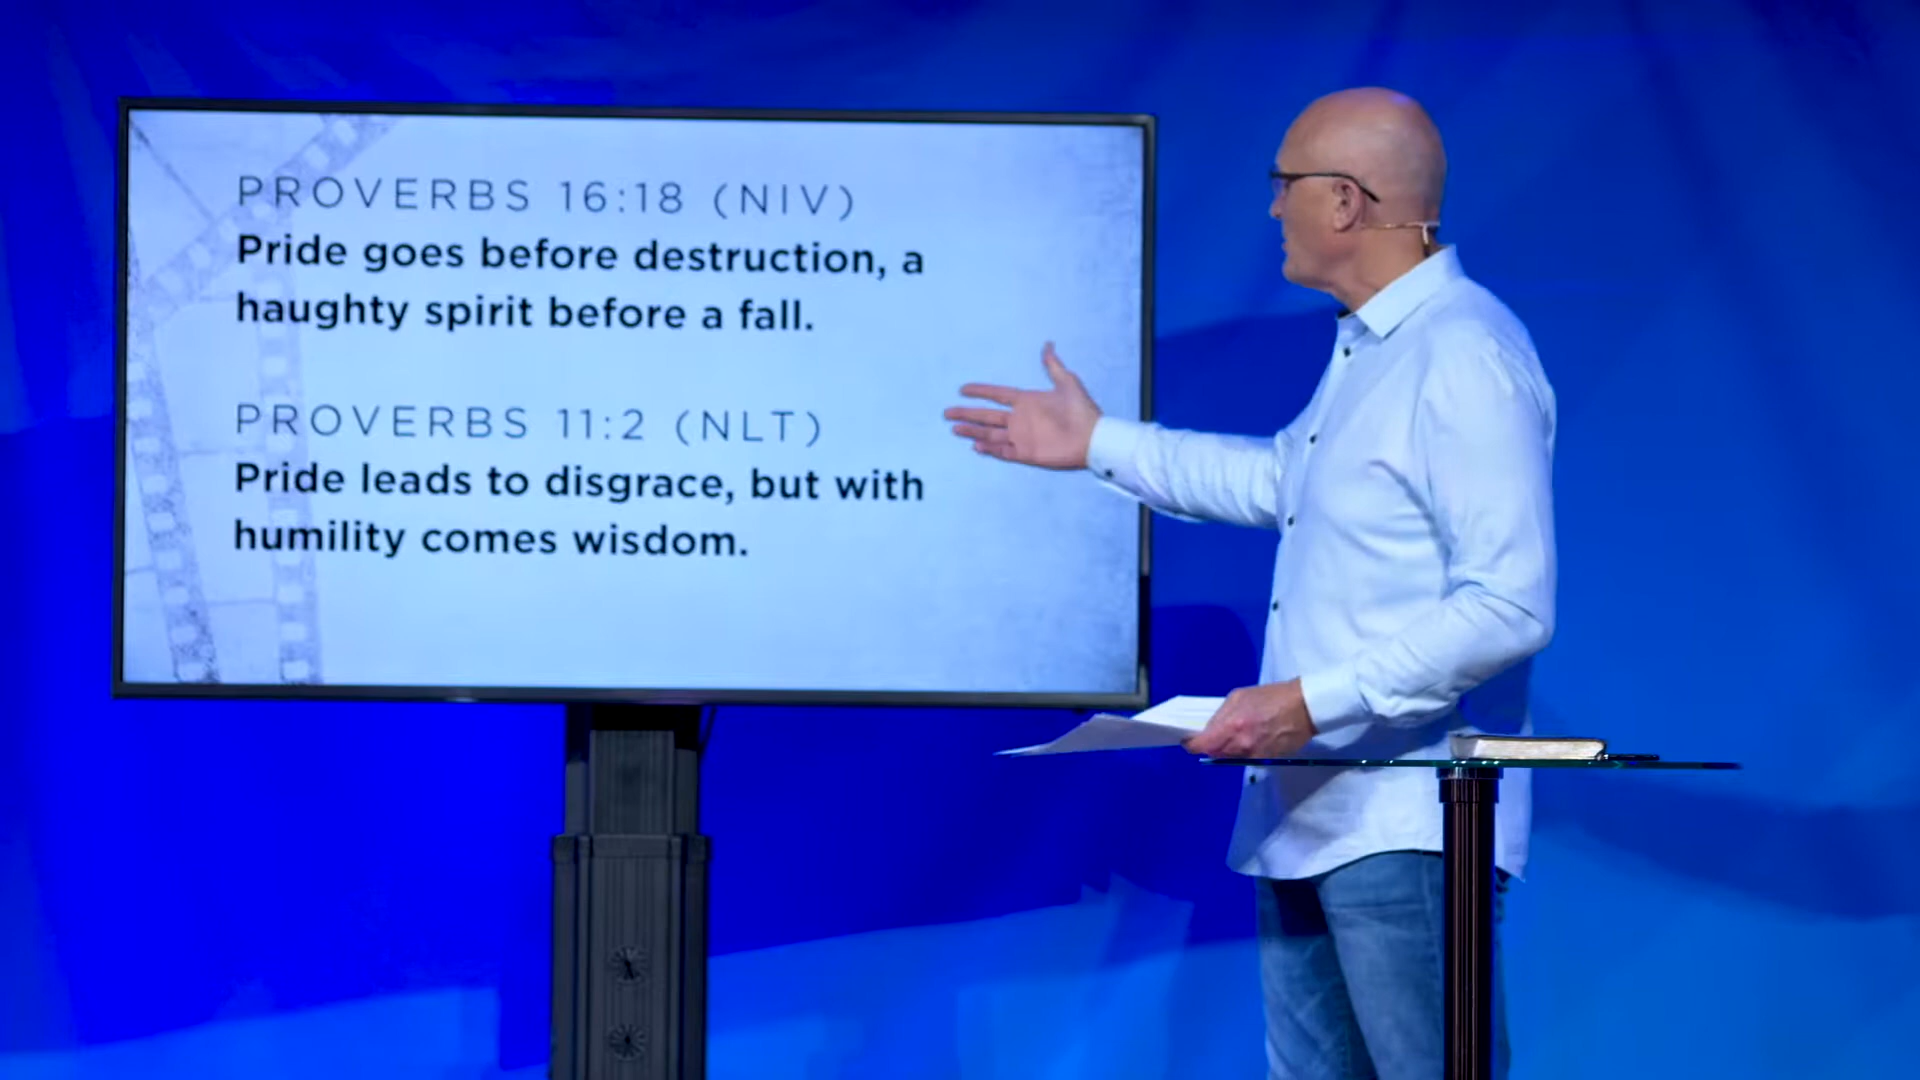 PROVERBS 16:18 (NIV)
Pride goes before destruction, a
haughty spirit before a fall.
PROVERBS 11:2 (NLT)
Pride leads to disgrace, but with
humility comes wisdom.